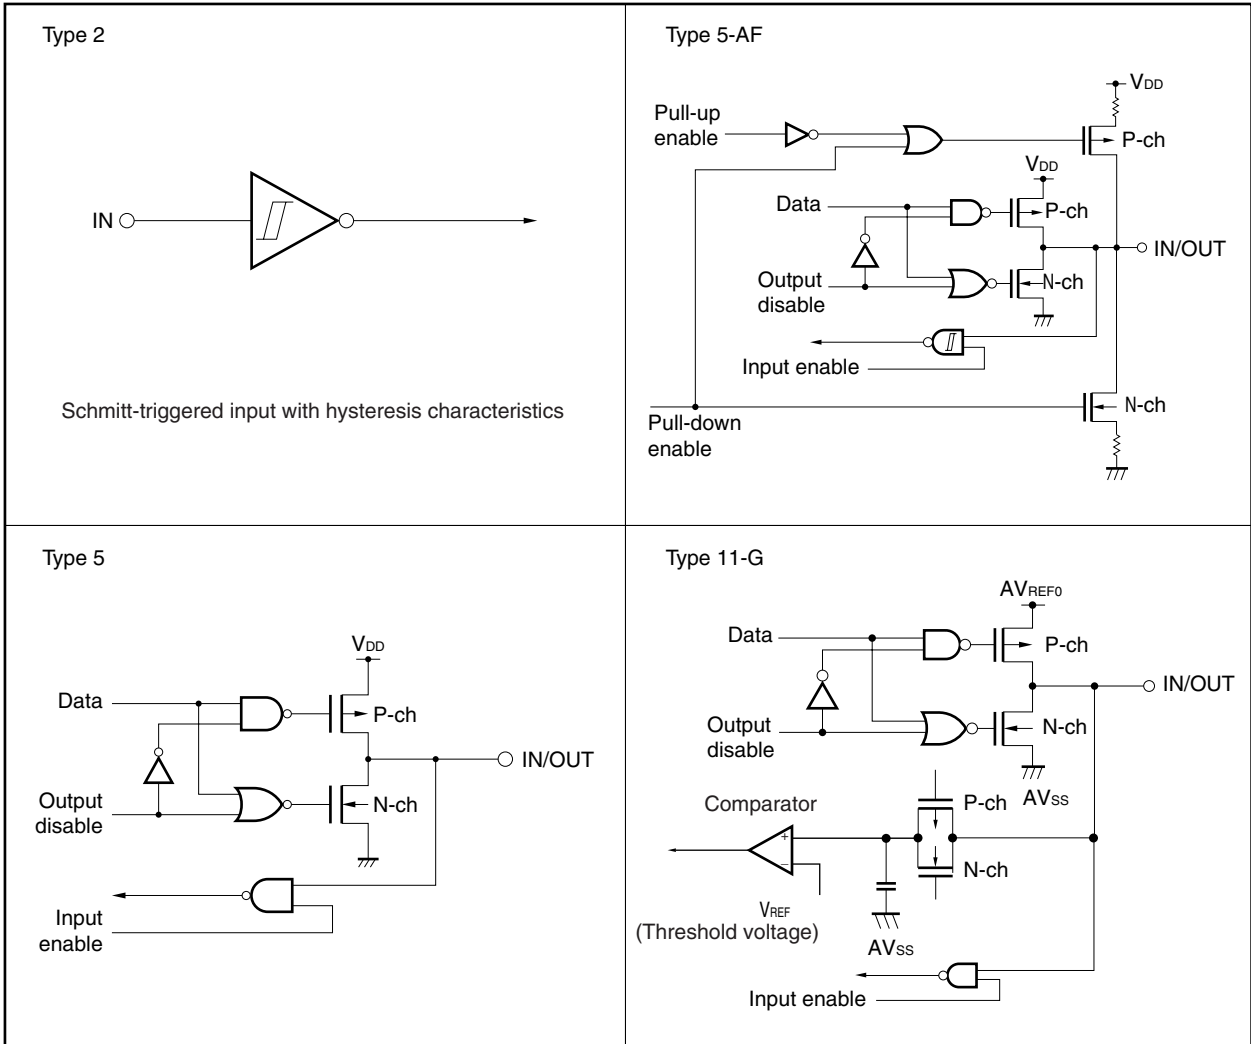 Type 2
IN
Schmitt-triggered input with hysteresis characteristics
Type 5-AF
VDD
Pull-up
enable
P-ch
VDD
Data
P-ch
IN/OUT
Output
disable
N-ch
Input enable
N-ch
Pull-down
enable
Type 5
VDD
Data
P-ch
IN/OUT
Output
disable
N-ch
Input
enable
Type 11-G
AVREF0
Data
P-ch
IN/OUT
Output
disable
N-ch
AVSS
P-ch
Comparator
+
−
N-ch
VREF
(Threshold voltage)
AVSS
Input enable